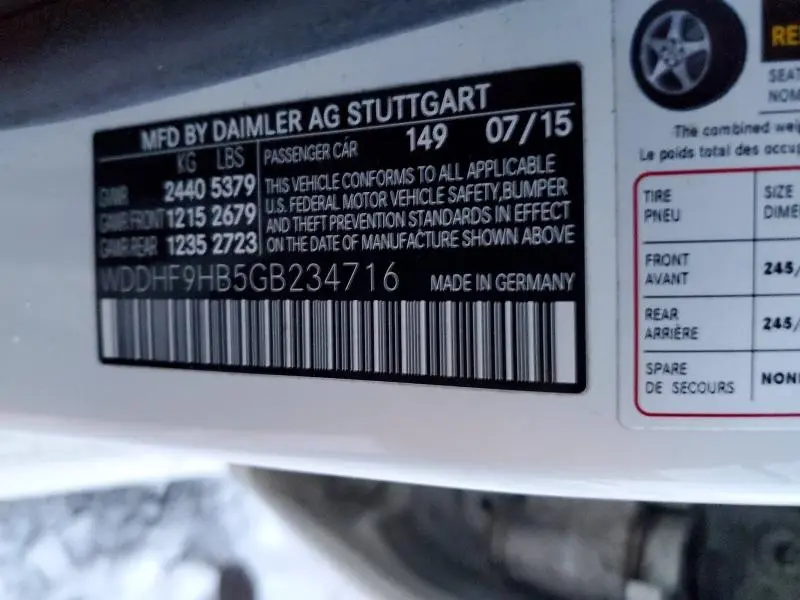 MFD BY DAIMLER AG STUTTGART
KG LBS
PASSENGER CAR 149 07/15
GVWR 2440 5379
GAWR FRONT 1215 2679
GAWR REAR 1235 2723
THIS VEHICLE CONFORMS TO ALL APPLICABLE
U.S. FEDERAL MOTOR VEHICLE SAFETY, BUMPER
AND THEFT PREVENTION STANDARDS IN EFFECT
ON THE DATE OF MANUFACTURE SHOWN ABOVE
WDDHF9HB5GB234716 MADE IN GERMANY
SEAT
The combined
Le poids total des
TIRE SIZE
PNEU
FRONT 245/
AVANT
REAR 245/
ARRIÈRE
SPARE
DE SECOURS